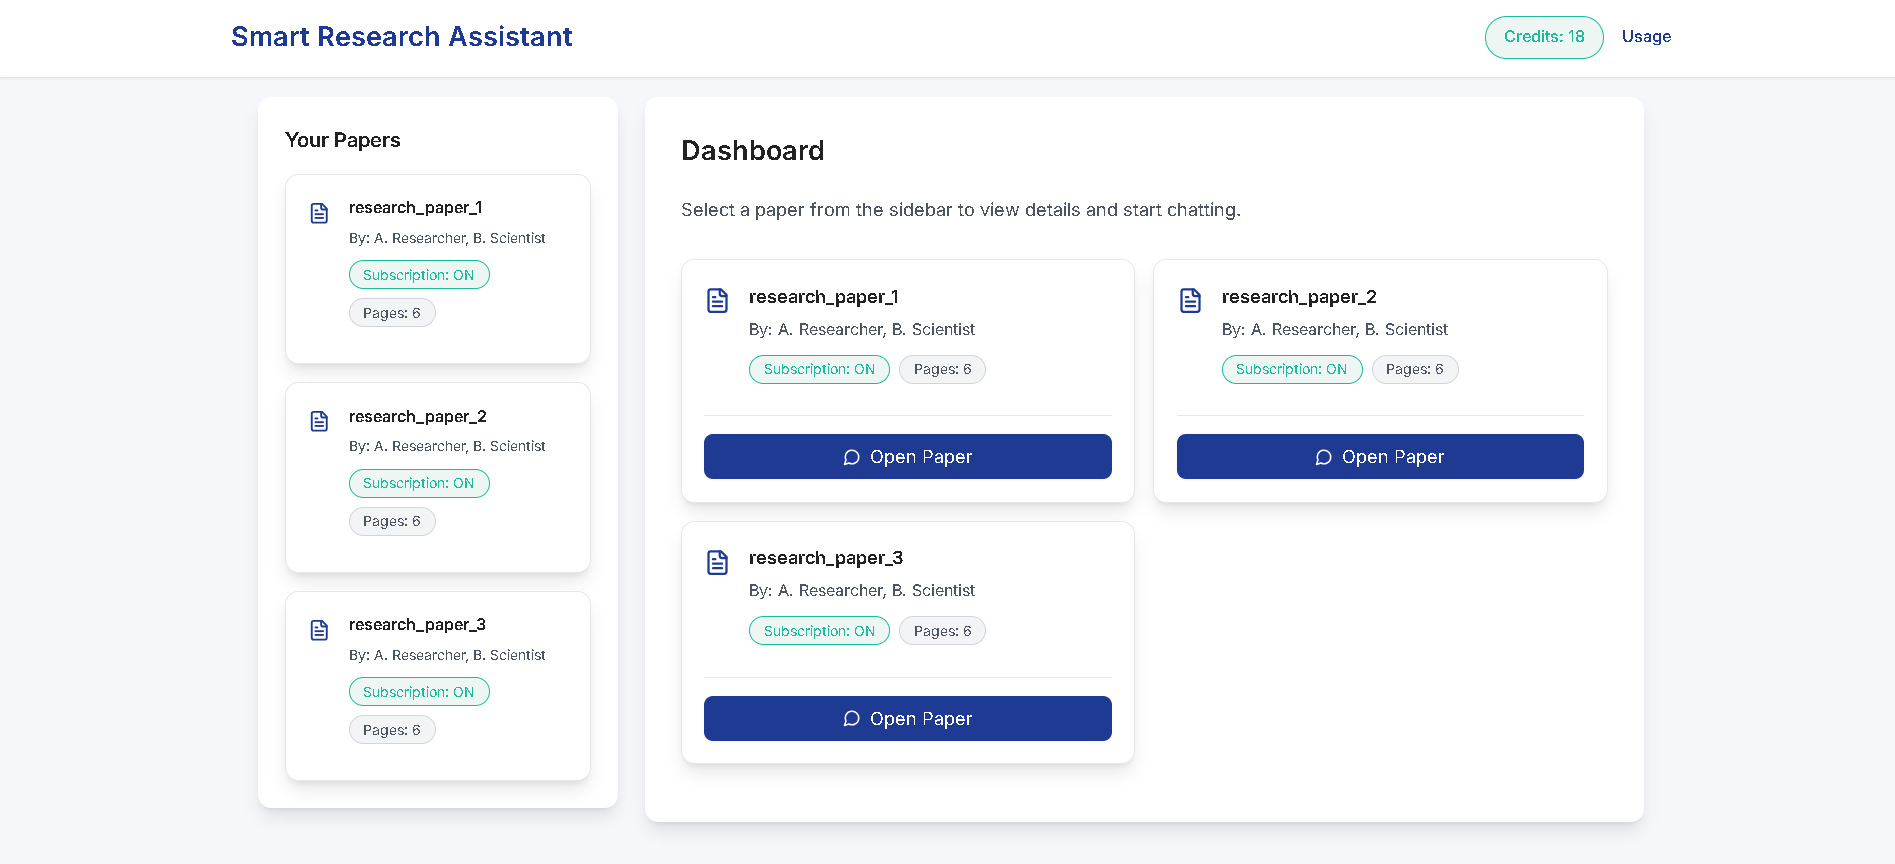 Smart Research Assistant
Credits: 18
Usage
Your Papers
research_paper_1
By: A. Researcher, B. Scientist
Subscription: ON
Pages: 6
research_paper_2
By: A. Researcher, B. Scientist
Subscription: ON
Pages: 6
research_paper_3
By: A. Researcher, B. Scientist
Subscription: ON
Pages: 6
Dashboard
Select a paper from the sidebar to view details and start chatting.
research_paper_1
By: A. Researcher, B. Scientist
Subscription: ON
Pages: 6
Open Paper
research_paper_2
By: A. Researcher, B. Scientist
Subscription: ON
Pages: 6
Open Paper
research_paper_3
By: A. Researcher, B. Scientist
Subscription: ON
Pages: 6
Open Paper